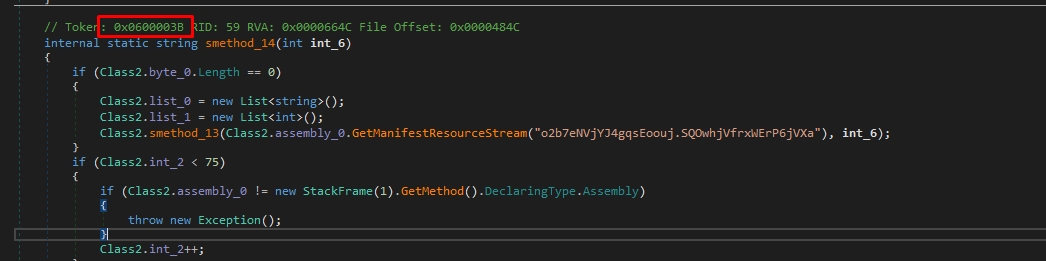 // Token: 0x0600003B RID: 59 RVA: 0x0000664C File Offset: 0x0000484C
internal static string smethod_14(int int_6)
{
if (Class2.byte_0.Length == 0)
{
Class2.list_0 = new List<string>();
Class2.list_1 = new List<int>();
Class2.smethod_13(Class2.assembly_0.GetManifestResourceStream("o2b7eNVjYJ4gqsEoouj.SQOwhjVfrxWErP6jVXa"), int_6);
}
if (Class2.int_2 < 75)
{
if (Class2.assembly_0 != new StackFrame(1).GetMethod().DeclaringType.Assembly)
{
throw new Exception();
}
Class2.int_2++;